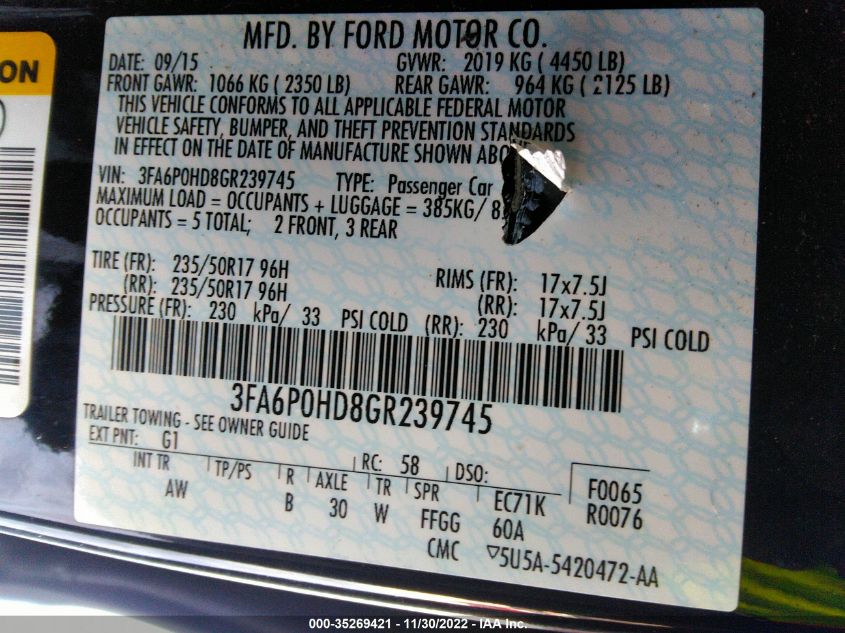 ON
MFD. BY FORD MOTOR CO.
DATE: 09/15 GVWR: 2019 KG ( 4450 LB)
FRONT GAWR: 1066 KG ( 2350 LB) REAR GAWR: 964 KG ( 2125 LB)
THIS VEHICLE CONFORMS TO ALL APPLICABLE FEDERAL MOTOR
VEHICLE SAFETY, BUMPER, AND THEFT PREVENTION STANDARDS
IN EFFECT ON THE DATE OF MANUFACTURE SHOWN
VIN: 3FA6P0HD8GR239745 TYPE: Passenger Car
MAXIMUM LOAD = OCCUPANTS + LUGGAGE = 385KG/
OCCUPANTS = 5 TOTAL; 2 FRONT, 3 REAR
TIRE (FR): 235/50R17 96H RIMS (FR): 17x7.5J
(RR): 235/50R17 96H (RR): 17x7.5J
PRESSURE (FR): 230 kPa/ 33 PSI COLD (RR): 230 kPa/ 33 PSI COLD
3FA6P0HD8GR239745
TRAILER TOWING - SEE OWNER GUIDE
EXT PNT: G1 RC: 58 DSO: F0065
INT TR TP/PS R AXLE TR SPR EC71K R0076
AW B 30 W FFGG 60A
CMC 5U5A-5420472-AA
000-35269421 - 11/30/2022 - IAA Inc.